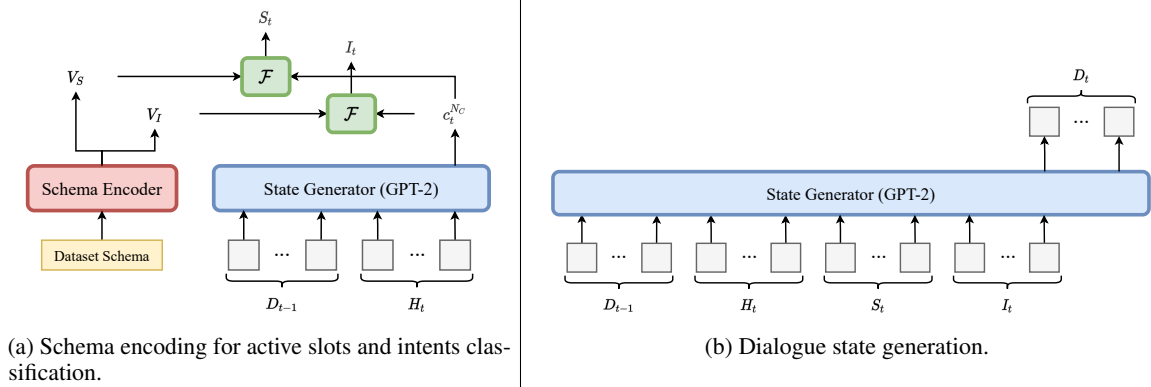 S_t
I_t
V_S
F
V_I
F
c_t^{N_C}
Schema Encoder
State Generator (GPT-2)
Dataset Schema
...
...
D_{t−1}
H_t
(a) Schema encoding for active slots and intents clas-
sification.
D_t
...
State Generator (GPT-2)
...
...
...
...
D_{t−1}
H_t
S_t
I_t
(b) Dialogue state generation.